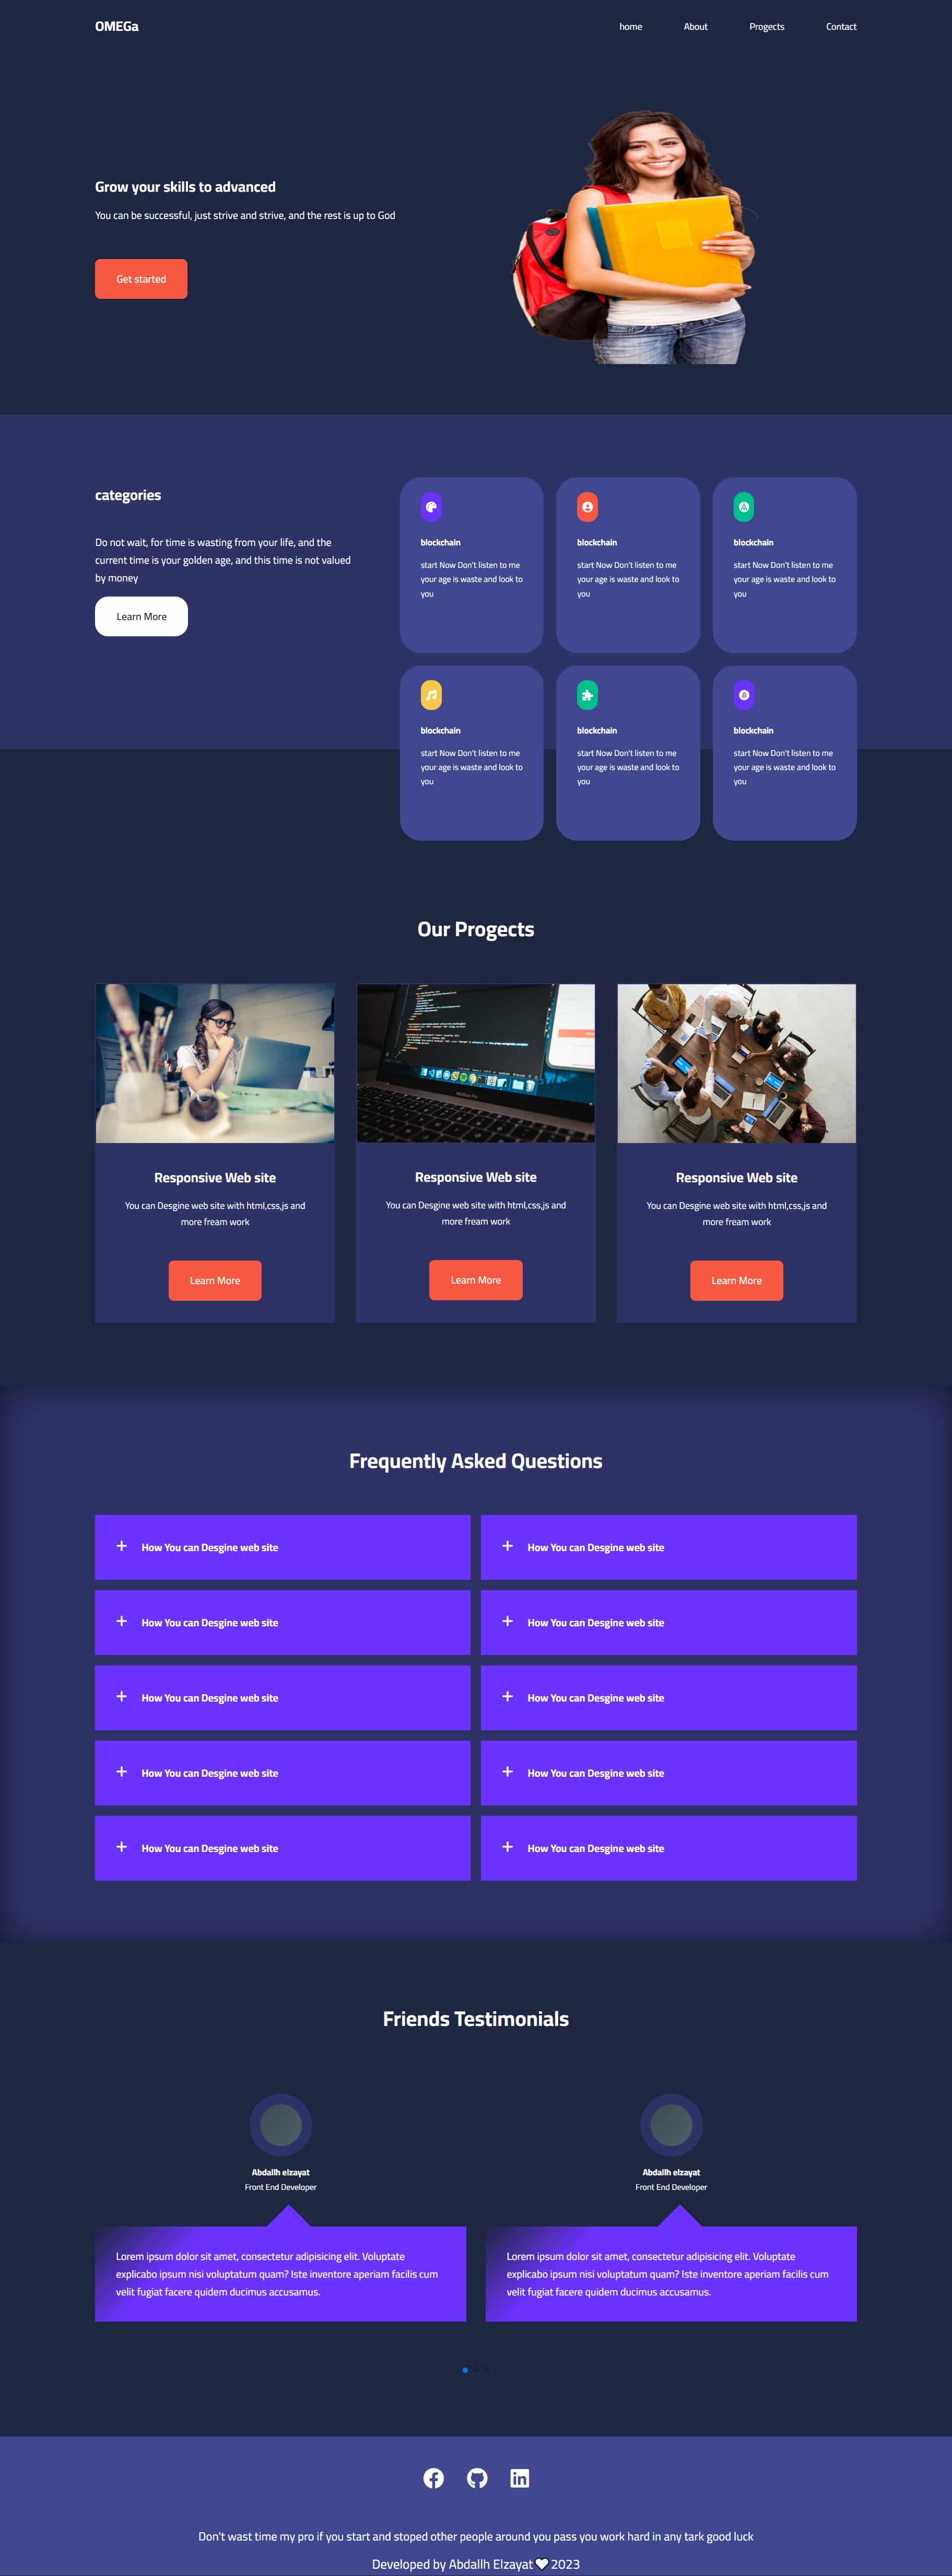 OMEGa
home About Progects Contact
Grow your skills to advanced
You can be successful, just strive and strive, and the rest is up to God
Get started
categories
Do not wait, for time is wasting from your life, and the
current time is your golden age, and this time is not valued
by money
Learn More
blockchain
start Now Don't listen to me
your age is waste and look to
you
blockchain
start Now Don't listen to me
your age is waste and look to
you
blockchain
start Now Don't listen to me
your age is waste and look to
you
blockchain
start Now Don't listen to me
your age is waste and look to
you
blockchain
start Now Don't listen to me
your age is waste and look to
you
blockchain
start Now Don't listen to me
your age is waste and look to
you
Our Progects
Responsive Web site
You can Desgine web site with html,css,js and
more fream work
Learn More
Responsive Web site
You can Desgine web site with html,css,js and
more fream work
Learn More
Responsive Web site
You can Desgine web site with html,css,js and
more fream work
Learn More
Frequently Asked Questions
How You can Desgine web site
How You can Desgine web site
How You can Desgine web site
How You can Desgine web site
How You can Desgine web site
How You can Desgine web site
How You can Desgine web site
How You can Desgine web site
How You can Desgine web site
How You can Desgine web site
Friends Testimonials
Abdallh elzayat
Front End Developer
Lorem ipsum dolor sit amet, consectetur adipisicing elit. Voluptate
explicabo ipsum nisi voluptatum quam? Iste inventore aperiam facilis cum
velit fugiat facere quidem ducimus accusamus.
Abdallh elzayat
Front End Developer
Lorem ipsum dolor sit amet, consectetur adipisicing elit. Voluptate
explicabo ipsum nisi voluptatum quam? Iste inventore aperiam facilis cum
velit fugiat facere quidem ducimus accusamus.
Don't wast time my pro if you start and stoped other people around you pass you work hard in any tark good luck
Developed by Abdallh Elzayat 2023